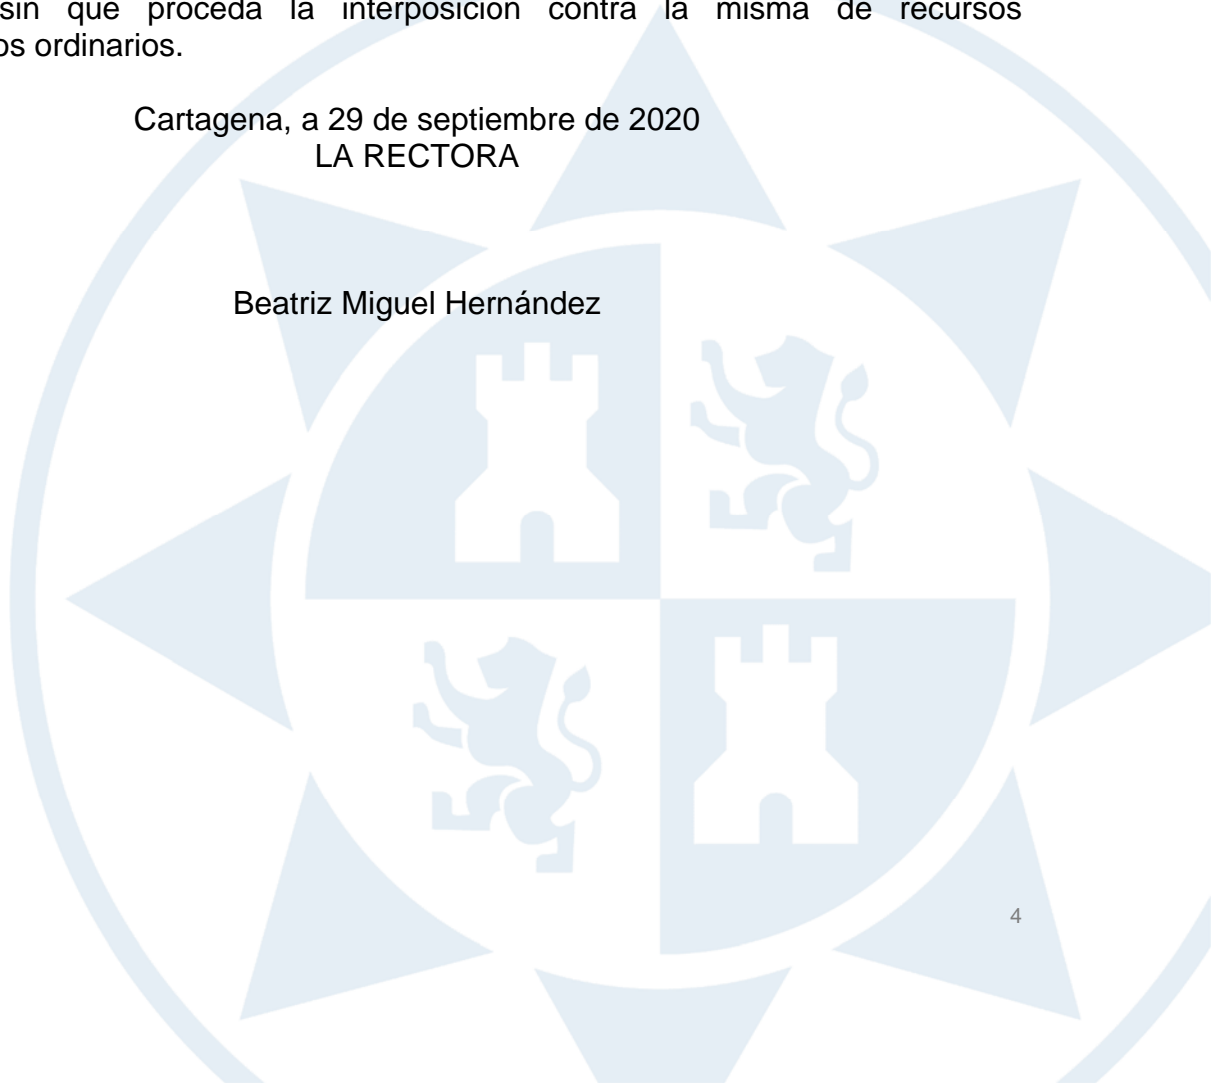 sin que proceda la interposición contra la misma de recursos
os ordinarios.
Cartagena, a 29 de septiembre de 2020
LA RECTORA
Beatriz Miguel Hernández
4